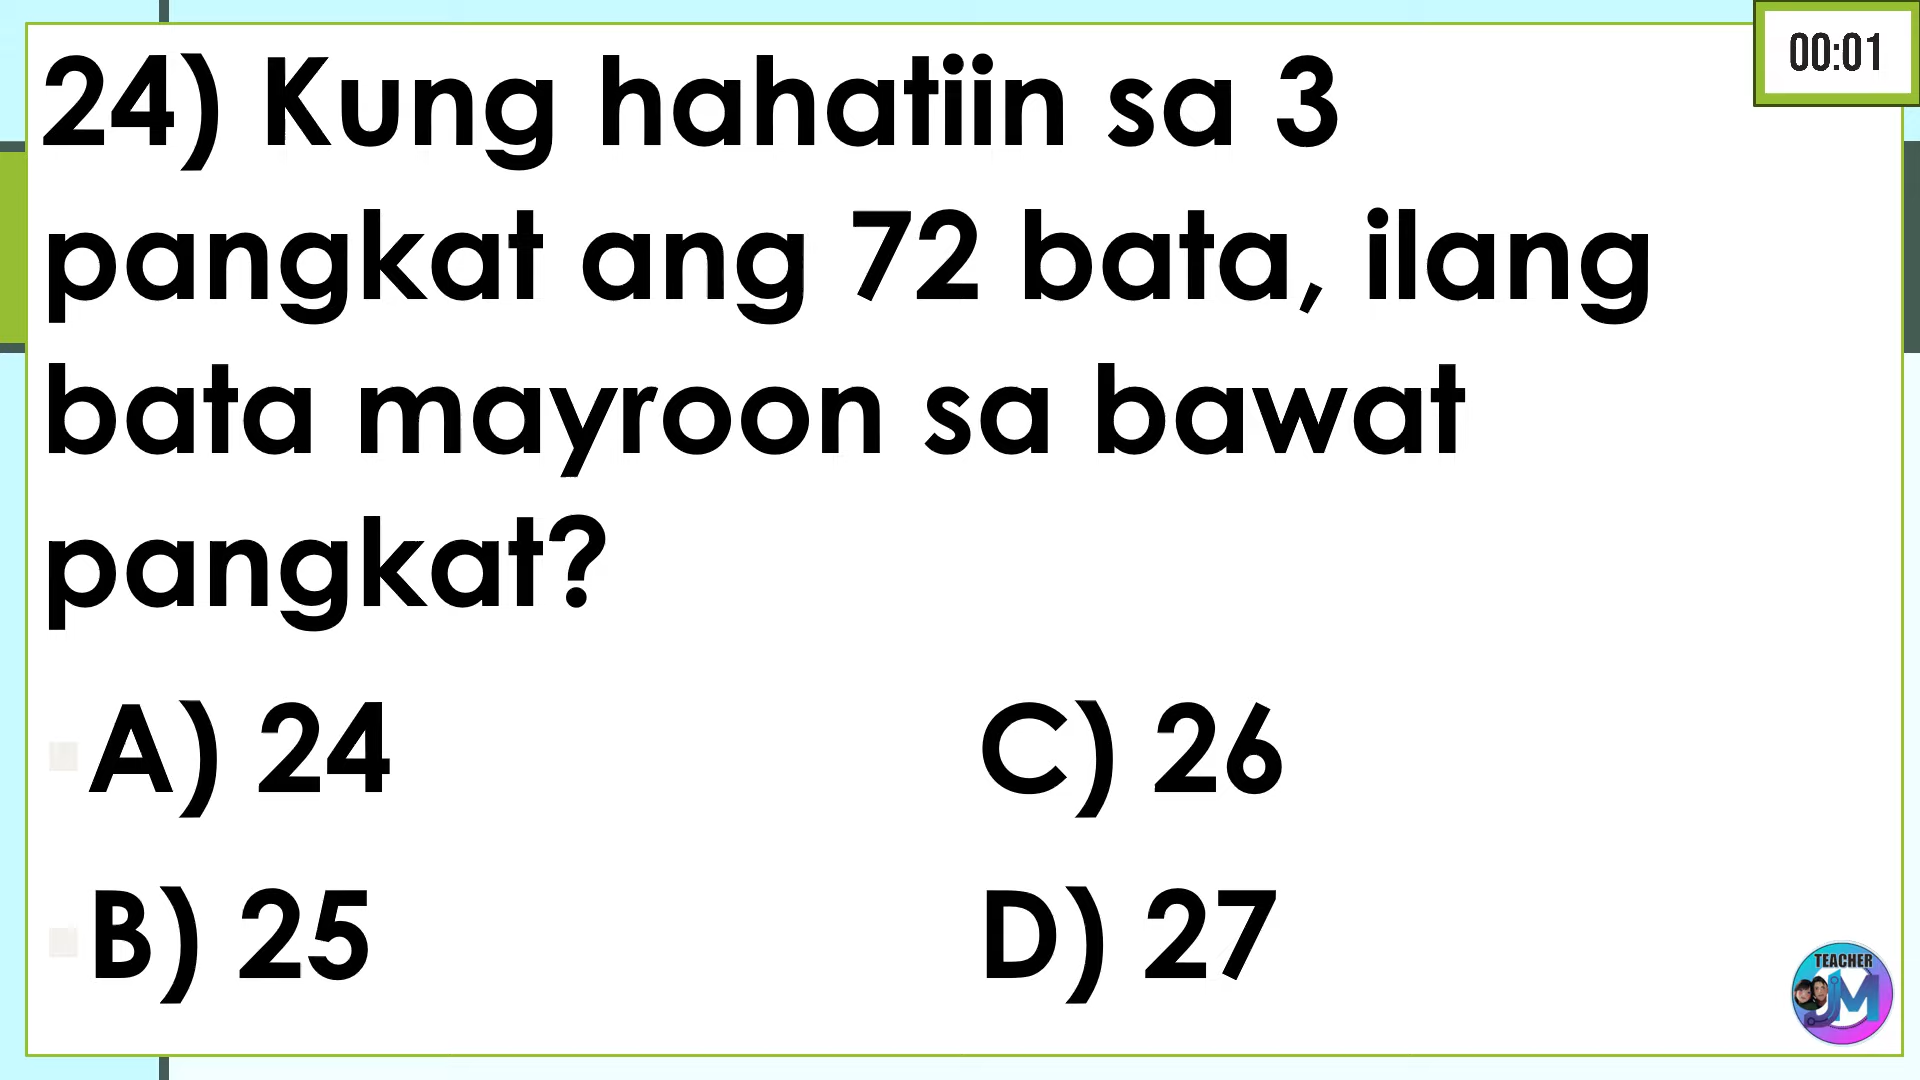 00:01
24) Kung hahatiin sa 3
pangkat ang 72 bata, ilang
bata mayroon sa bawat
pangkat?
A) 24
C) 26
B) 25
D) 27
TEACHER
JM